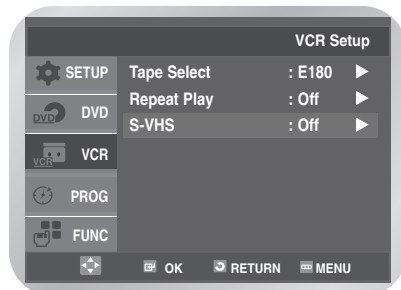 VCR Setup
SETUP
Tape Select : E180
Repeat Play : Off
DVD DVD
S-VHS : Off
VCR VCR
PROG
FUNC
OK RETURN MENU